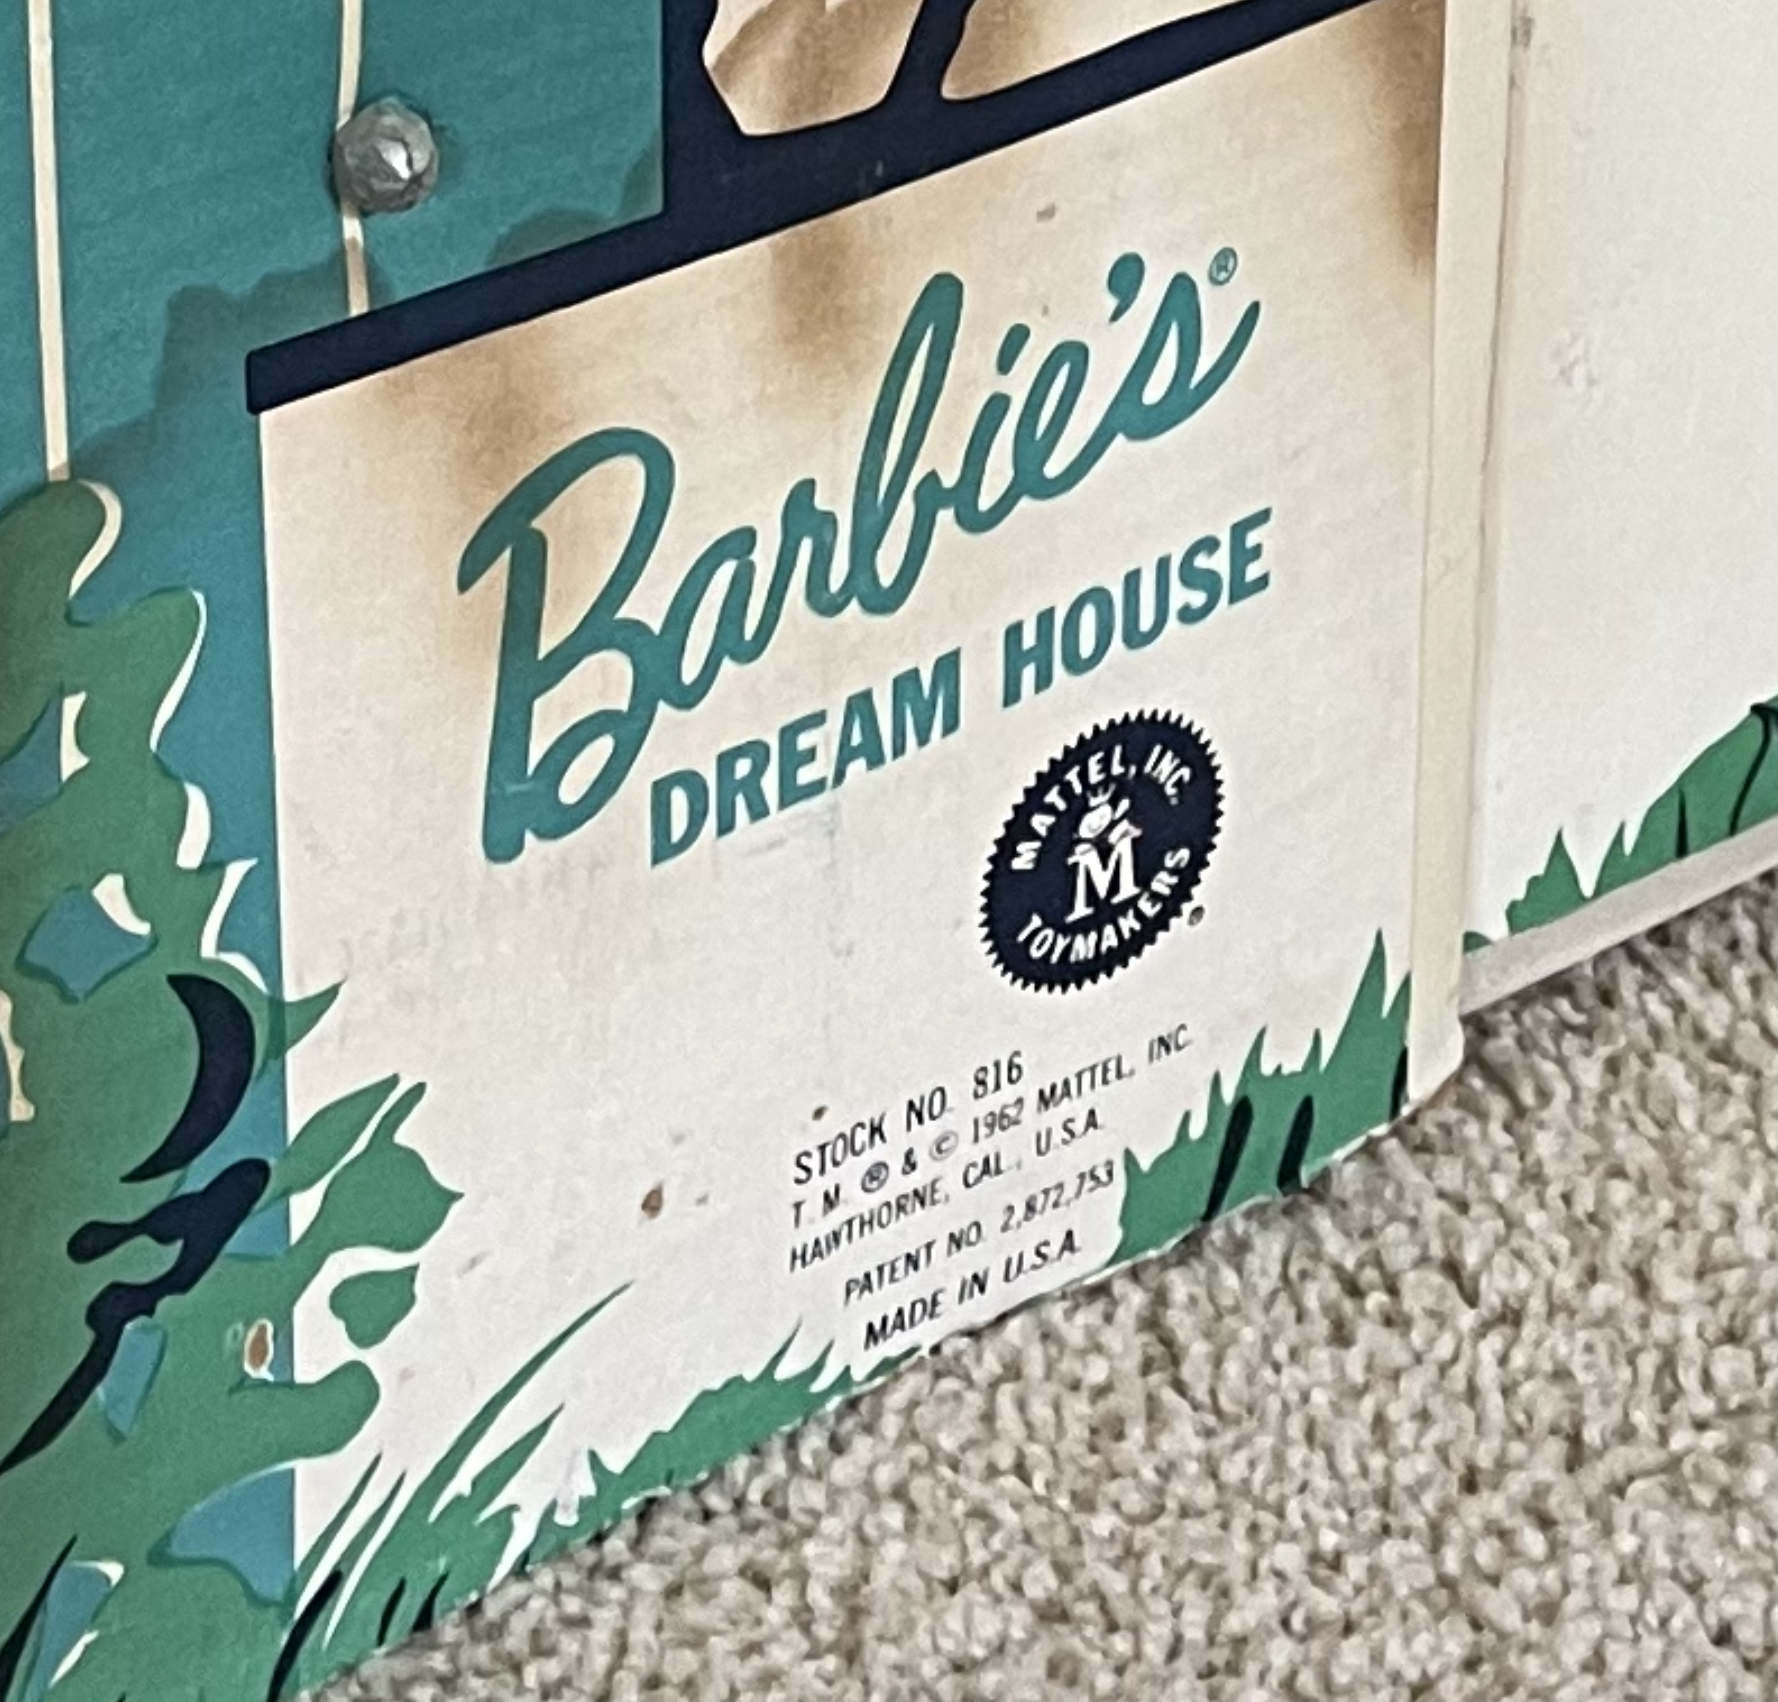 Barbie's®
DREAM HOUSE
MATTEL, INC.
M
TOYMAKERS
®
STOCK NO. 816
T. M. ® & © 1962 MATTEL, INC.
HAWTHORNE, CAL., U.S.A.
PATENT NO. 2,872,753
MADE IN U.S.A.